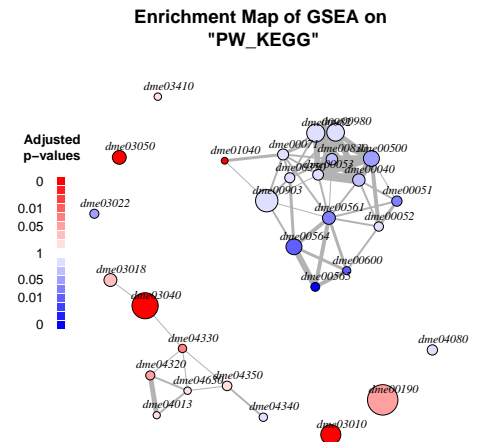 Enrichment Map of GSEA on
"PW_KEGG"
dme03410
dme00980
dme00071
dme00500
dme03050
dme01040
dme00040
Adjusted
p-values
0
0.01
0.05
1
0.05
0.01
0
dme03022
dme00903
dme00051
dme00561
dme00052
dme00564
dme00600
dme00565
dme03018
dme03040
dme04330
dme04080
dme04320
dme04630
dme04350
dme00190
dme04013
dme04340
dme03010